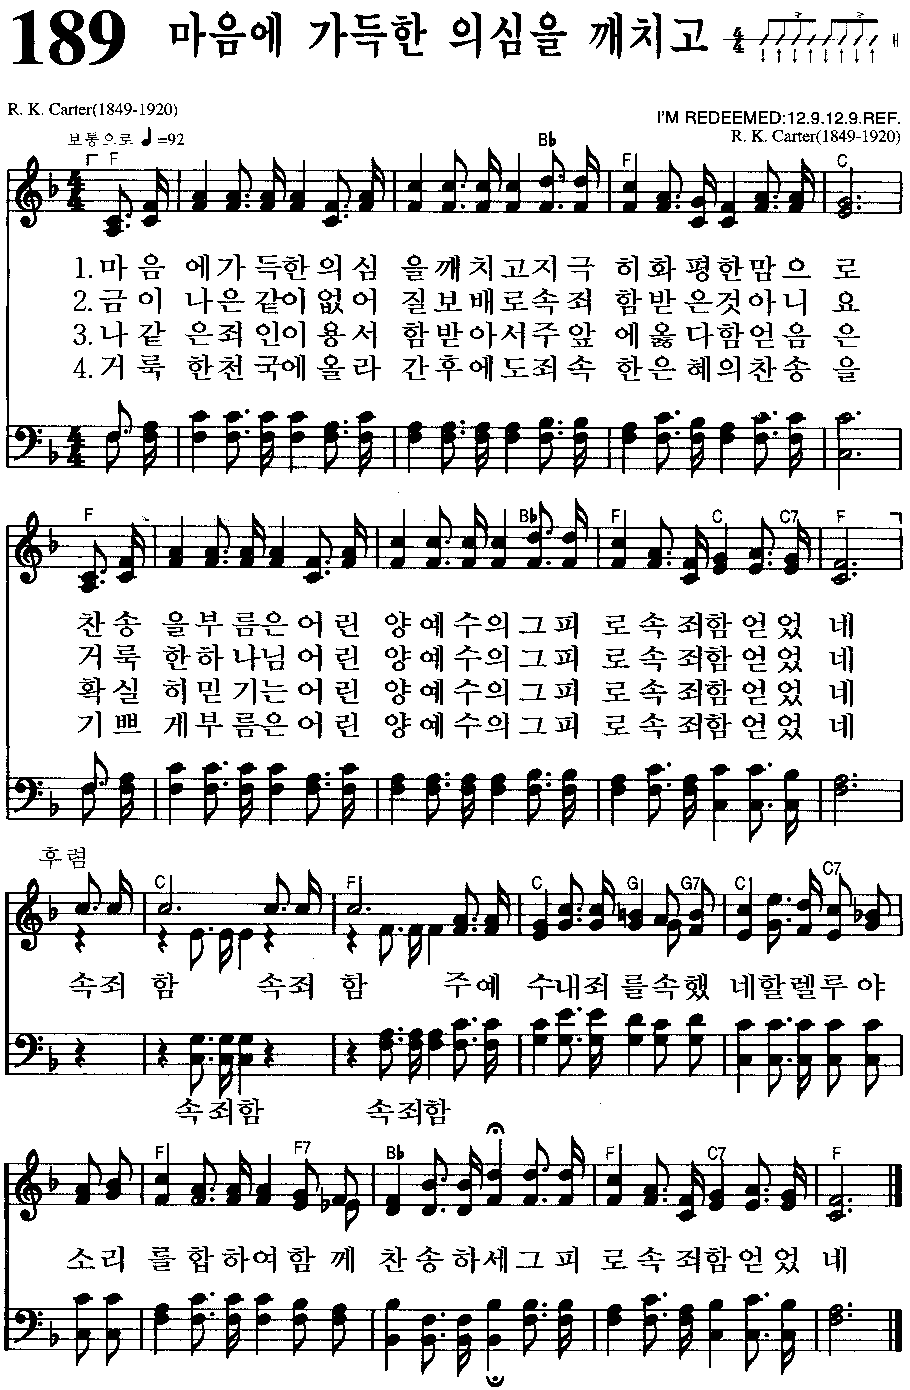 189 마음에 가득한 의심을 깨치고 4/4
R. K. Carter(1849-1920)
I'M REDEEMED:12.9.12.9.REF.
보통으로 ♩=92
R. K. Carter(1849-1920)
F B♭ F C
1.마 음 에가 득한 의 심 을 깨 치 고지 극 히 화 평 한 맘 으 로
2.금 이 나 은 같이 없 어 질 보 배 로속 죄 함 받 은것아 니 요
3.나 같 은죄 인이 용 서 함 받 아 서주 앞 에 옳 다함얻 음 은
4.거 룩 한천 국에 올 라 간 후 에 도죄 속 한 은 혜의찬 송 을
F B♭ F C C7 F
찬 송 을부 름은 어 린 양 예 수의 그 피 로 속 죄함 얻 었 네
거 룩 한하 나님 어 린 양 예 수의 그 피 로 속 죄함 얻 었 네
확 실 히믿 기는 어 린 양 예 수의 그 피 로 속 죄함 얻 었 네
기 쁘 게부 름은 어 린 양 예 수의 그 피 로 속 죄함 얻 었 네
후 렴
C F C G G7 C C7
속죄 함 속죄 함 주예 수내죄 를속했 네할렐루 야
속죄함 속죄함
F F7 B♭ F C7 F
소리 를합하여함 께 찬송하세그 피 로속 죄함얻 었 네